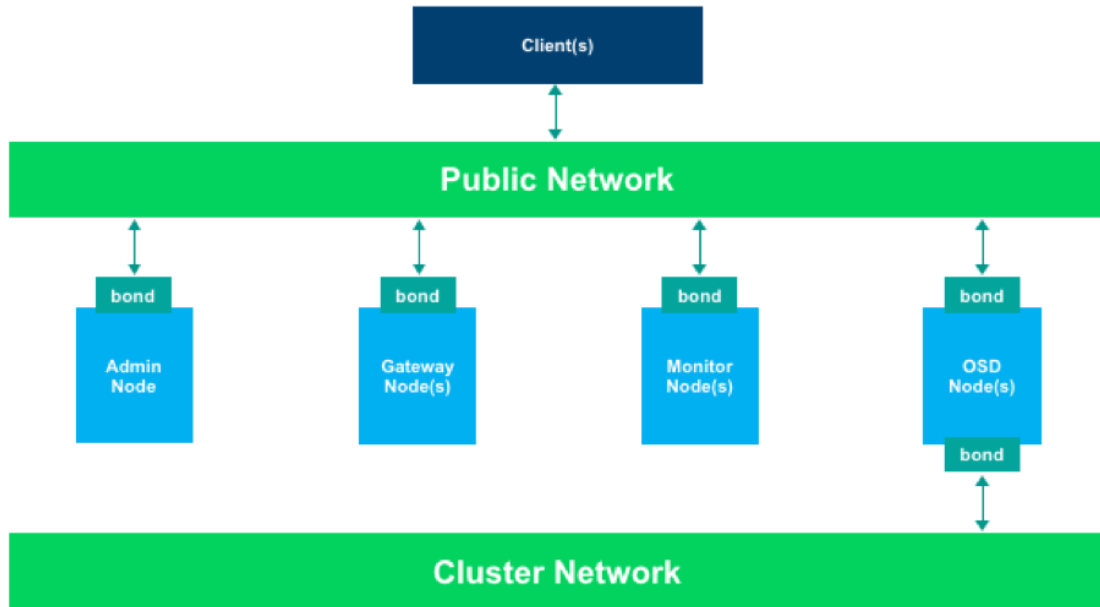 Client(s)
Public Network
bond
bond
bond
bond
Admin
Node
Gateway
Node(s)
Monitor
Node(s)
OSD
Node(s)
bond
Cluster Network